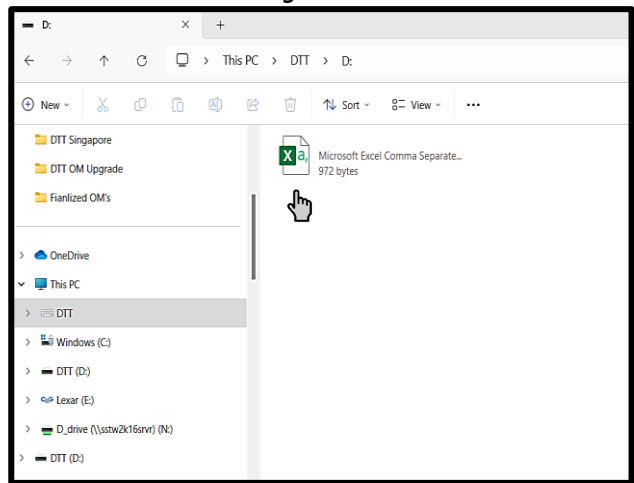 D:
This PC > DTT > D:
New
Sort
View
DTT Singapore
DTT OM Upgrade
Fianlized OM's
OneDrive
This PC
DTT
Windows (C:)
DTT (D:)
Lexar (E:)
D_drive (\\sstw2k16srvr) (N:)
DTT (D:)
Microsoft Excel Comma Separate...
972 bytes